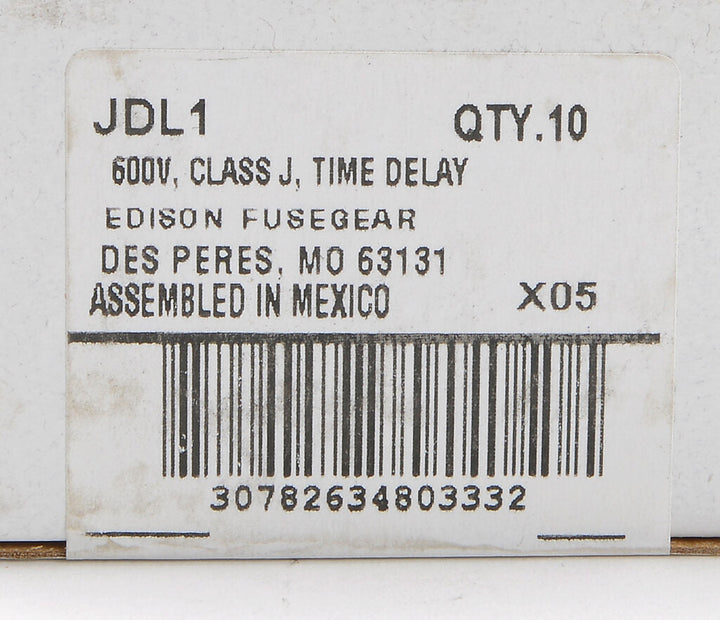 JDL1 QTY.10
600V, CLASS J, TIME DELAY
EDISON FUSEGEAR
DES PERES, MO 63131
ASSEMBLED IN MEXICO X05
30782634803332